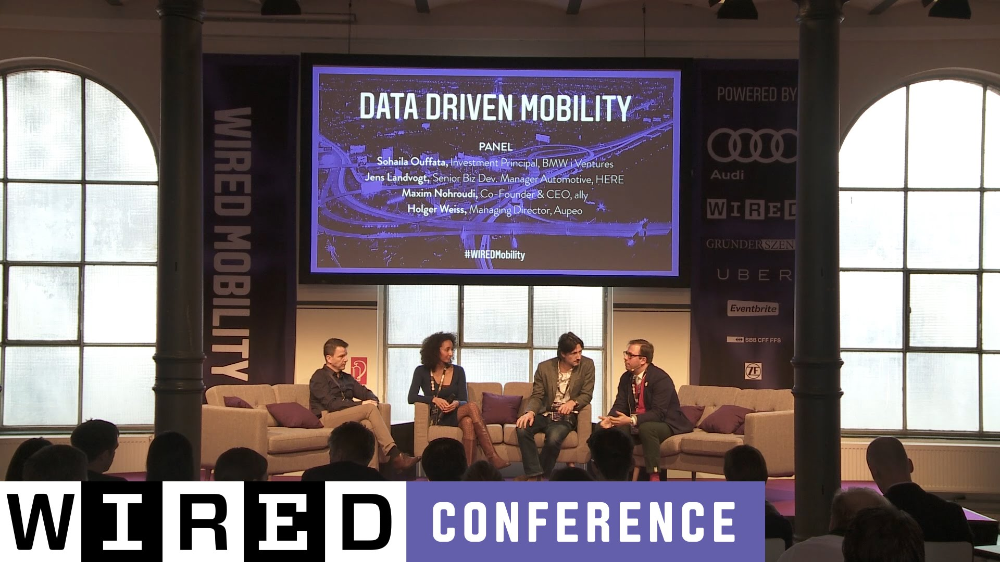 DATA DRIVEN MOBILITY
PANEL
Sohaila Ouffata, Investment Principal, BMW i Ventures
Jens Landvogt, Senior Biz Dev. Manager Automotive, HERE
Maxim Nohroudi, Co-Founder & CEO, ally
Holger Weiss, Managing Director, Aupeo
#WIREDMobility
WIRED MOBILITY
POWERED BY
Audi
WIRED
GRÜNDERSZEN
UBER
Eventbrite
SBB CFF FFS
ZF
WIRED CONFERENCE